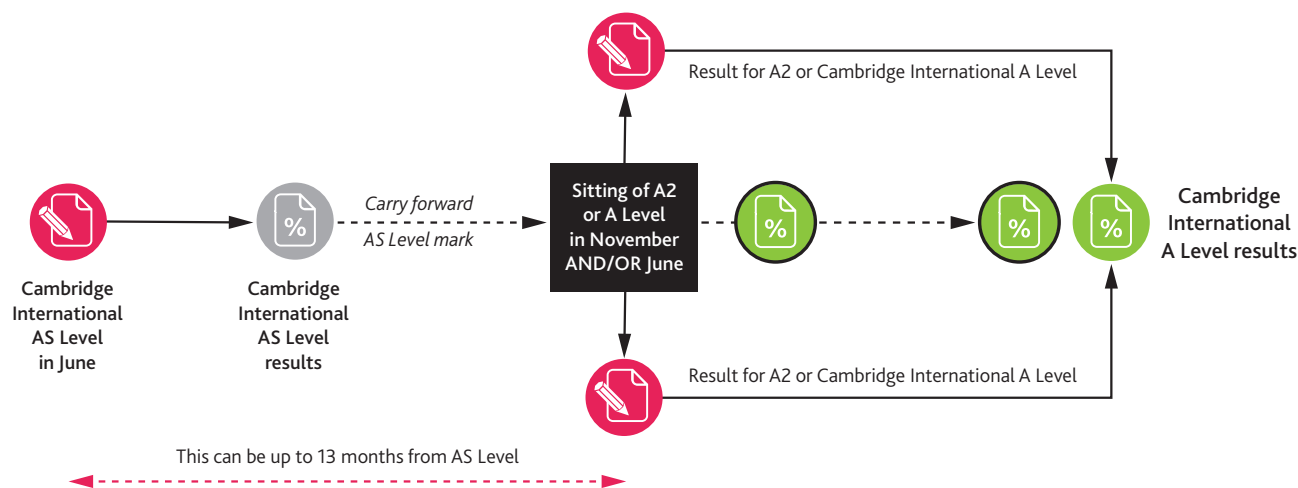 Result for A2 or Cambridge International A Level
Cambridge
International
AS Level
in June
%
Cambridge
International
AS Level
results
Carry forward
AS Level mark
Sitting of A2
or A Level
in November
AND/OR June
%
%
%
Cambridge
International
A Level results
Result for A2 or Cambridge International A Level
This can be up to 13 months from AS Level